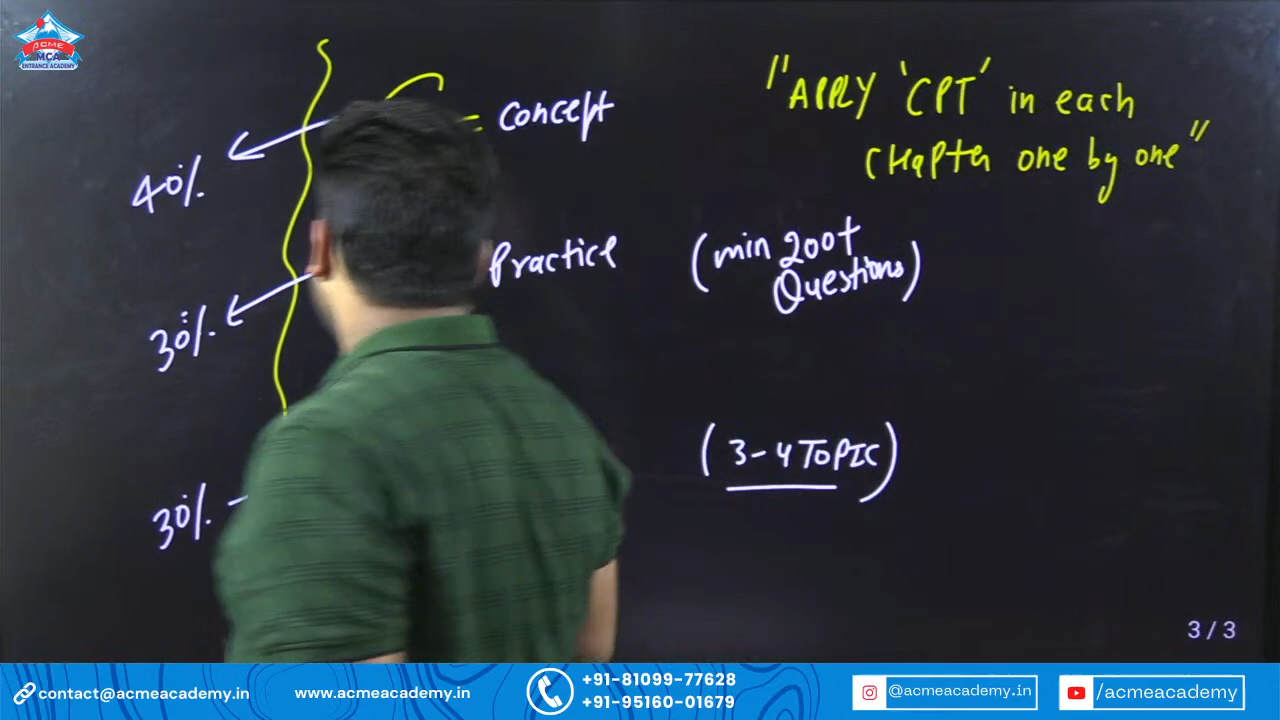 ACME
MCA
ENTRANCE ACADEMY
40%
Concept
"APPLY 'CPT' in each
Chapter one by one"
30%
Practice
(min 200+
Questions)
30%
(3-4 TOPIC)
3 / 3
contact@acmeacademy.in
www.acmeacademy.in
+91-81099-77628
+91-95160-01679
@acmeacademy.in
/acmeacademy